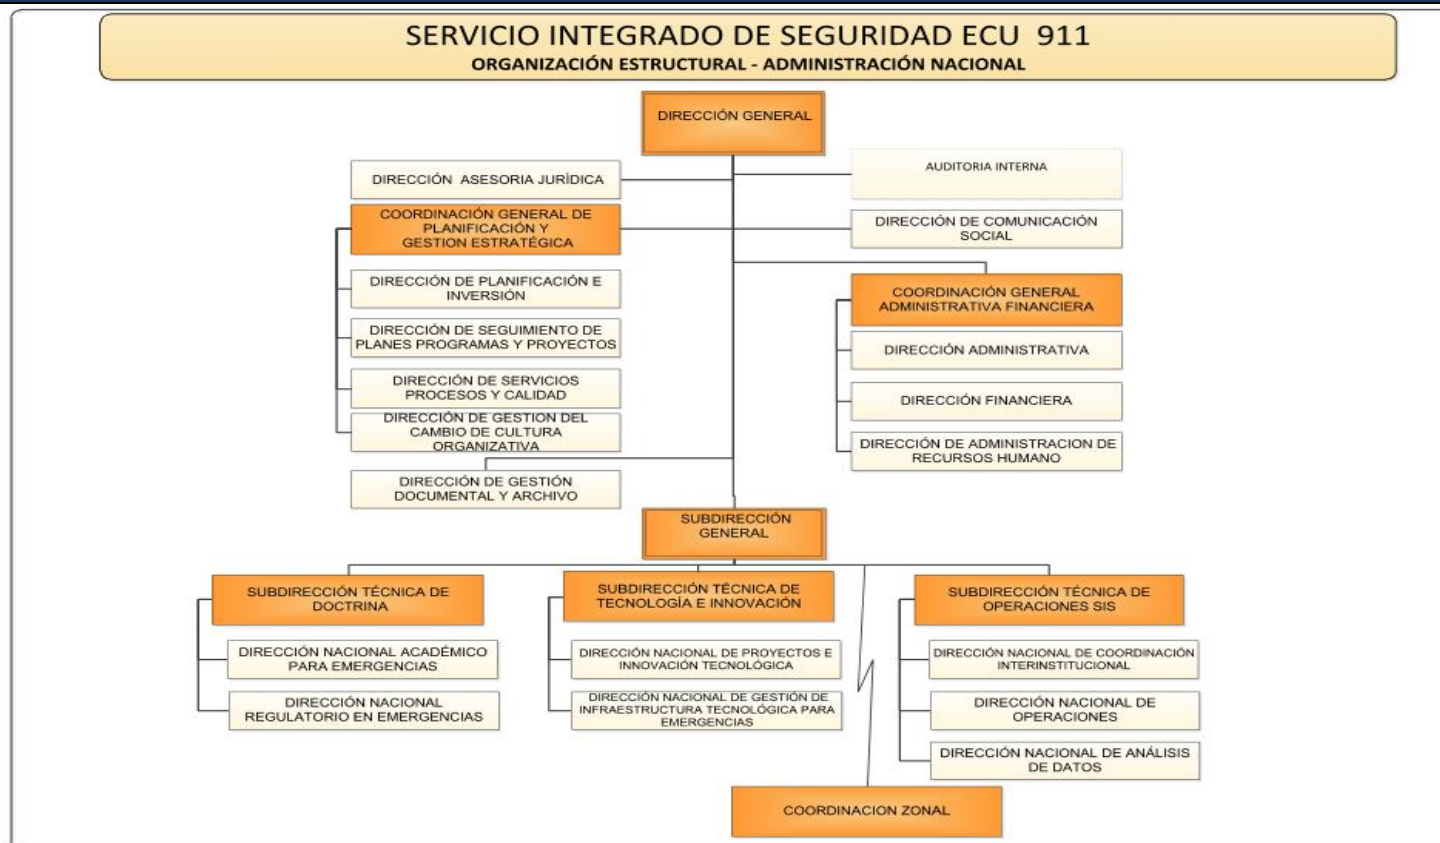 SERVICIO INTEGRADO DE SEGURIDAD ECU 911
ORGANIZACIÓN ESTRUCTURAL - ADMINISTRACIÓN NACIONAL
DIRECCIÓN GENERAL
DIRECCIÓN ASESORIA JURÍDICA
AUDITORIA INTERNA
COORDINACIÓN GENERAL DE
PLANIFICACIÓN Y
GESTION ESTRATÉGICA
DIRECCIÓN DE COMUNICACIÓN
SOCIAL
DIRECCIÓN DE PLANIFICACIÓN E
INVERSIÓN
DIRECCIÓN DE SEGUIMIENTO DE
PLANES PROGRAMAS Y PROYECTOS
DIRECCIÓN DE SERVICIOS
PROCESOS Y CALIDAD
DIRECCIÓN DE GESTION DEL
CAMBIO DE CULTURA
ORGANIZATIVA
COORDINACIÓN GENERAL
ADMINISTRATIVA FINANCIERA
DIRECCIÓN ADMINISTRATIVA
DIRECCIÓN FINANCIERA
DIRECCIÓN DE ADMINISTRACION DE
RECURSOS HUMANO
DIRECCIÓN DE GESTIÓN
DOCUMENTAL Y ARCHIVO
SUBDIRECCIÓN
GENERAL
SUBDIRECCIÓN TÉCNICA DE
DOCTRINA
DIRECCIÓN NACIONAL ACADÉMICO
PARA EMERGENCIAS
DIRECCIÓN NACIONAL
REGULATORIO EN EMERGENCIAS
SUBDIRECCIÓN TÉCNICA DE
TECNOLOGÍA E INNOVACIÓN
DIRECCIÓN NACIONAL DE PROYECTOS E
INNOVACIÓN TECNOLÓGICA
DIRECCIÓN NACIONAL DE GESTIÓN DE
INFRAESTRUCTURA TECNOLÓGICA PARA
EMERGENCIAS
SUBDIRECCIÓN TÉCNICA DE
OPERACIONES SIS
DIRECCIÓN NACIONAL DE COORDINACIÓN
INTERINSTITUCIONAL
DIRECCIÓN NACIONAL DE
OPERACIONES
DIRECCIÓN NACIONAL DE ANÁLISIS
DE DATOS
COORDINACION ZONAL